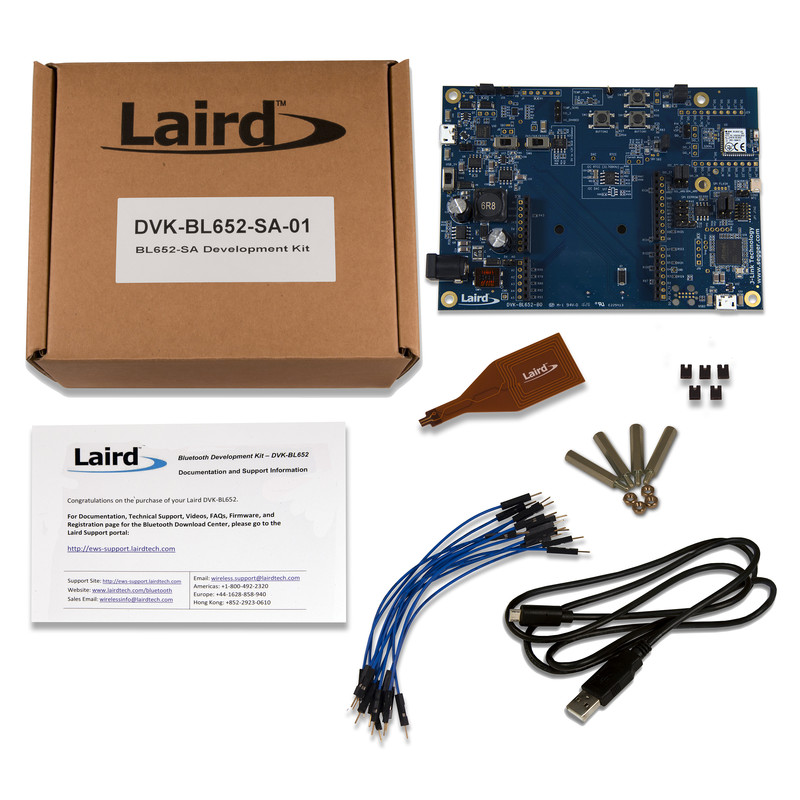 Laird™
DVK-BL652-SA-01
BL652-SA Development Kit
6R8
Laird
DVK-BL652-
J-Link Technology
www.segger.com
Laird
Laird™
Bluetooth Development Kit – DVK-BL652
Documentation and Support Information
Congratulations on the purchase of your Laird DVK-BL652.
For Documentation, Technical Support, Videos, FAQs, Firmware, and
Registration page for the Bluetooth Download Center, please go to the
Laird Support portal:
http://ews-support.lairdtech.com
Support Site: http://ews-support.lairdtech.com
Website: www.lairdtech.com/bluetooth
Sales Email: wirelessinfo@lairdtech.com
Email: wireless.support@lairdtech.com
Americas: +1-800-492-2320
Europe: +44-1628-858-940
Hong Kong: +852-2923-0610